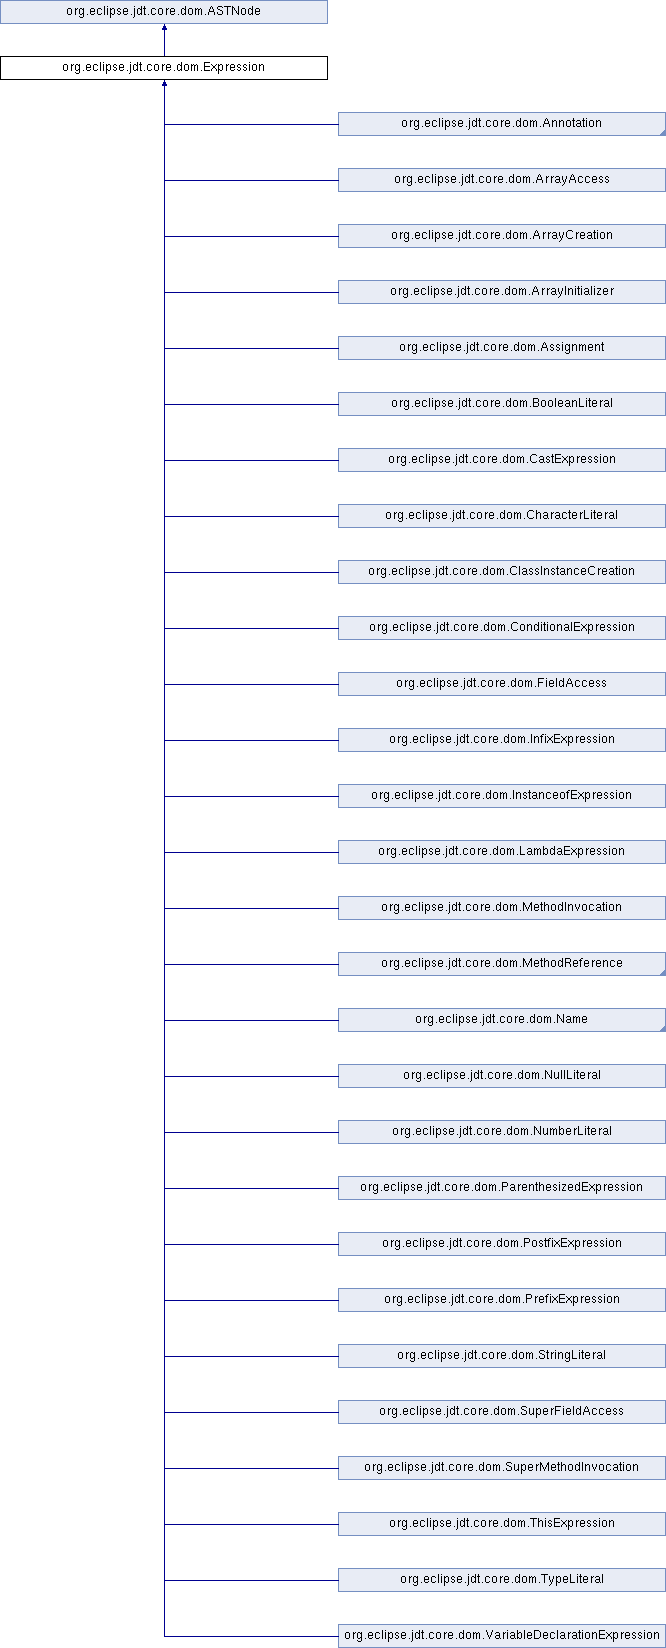 org.eclipse.jdt.core.dom.ASTNode
org.eclipse.jdt.core.dom.Expression
org.eclipse.jdt.core.dom.Annotation
org.eclipse.jdt.core.dom.ArrayAccess
org.eclipse.jdt.core.dom.ArrayCreation
org.eclipse.jdt.core.dom.ArrayInitializer
org.eclipse.jdt.core.dom.Assignment
org.eclipse.jdt.core.dom.BooleanLiteral
org.eclipse.jdt.core.dom.CastExpression
org.eclipse.jdt.core.dom.CharacterLiteral
org.eclipse.jdt.core.dom.ClassInstanceCreation
org.eclipse.jdt.core.dom.ConditionalExpression
org.eclipse.jdt.core.dom.FieldAccess
org.eclipse.jdt.core.dom.InfixExpression
org.eclipse.jdt.core.dom.InstanceofExpression
org.eclipse.jdt.core.dom.LambdaExpression
org.eclipse.jdt.core.dom.MethodInvocation
org.eclipse.jdt.core.dom.MethodReference
org.eclipse.jdt.core.dom.Name
org.eclipse.jdt.core.dom.NullLiteral
org.eclipse.jdt.core.dom.NumberLiteral
org.eclipse.jdt.core.dom.ParenthesizedExpression
org.eclipse.jdt.core.dom.PostfixExpression
org.eclipse.jdt.core.dom.PrefixExpression
org.eclipse.jdt.core.dom.StringLiteral
org.eclipse.jdt.core.dom.SuperFieldAccess
org.eclipse.jdt.core.dom.SuperMethodInvocation
org.eclipse.jdt.core.dom.ThisExpression
org.eclipse.jdt.core.dom.TypeLiteral
org.eclipse.jdt.core.dom.VariableDeclarationExpression